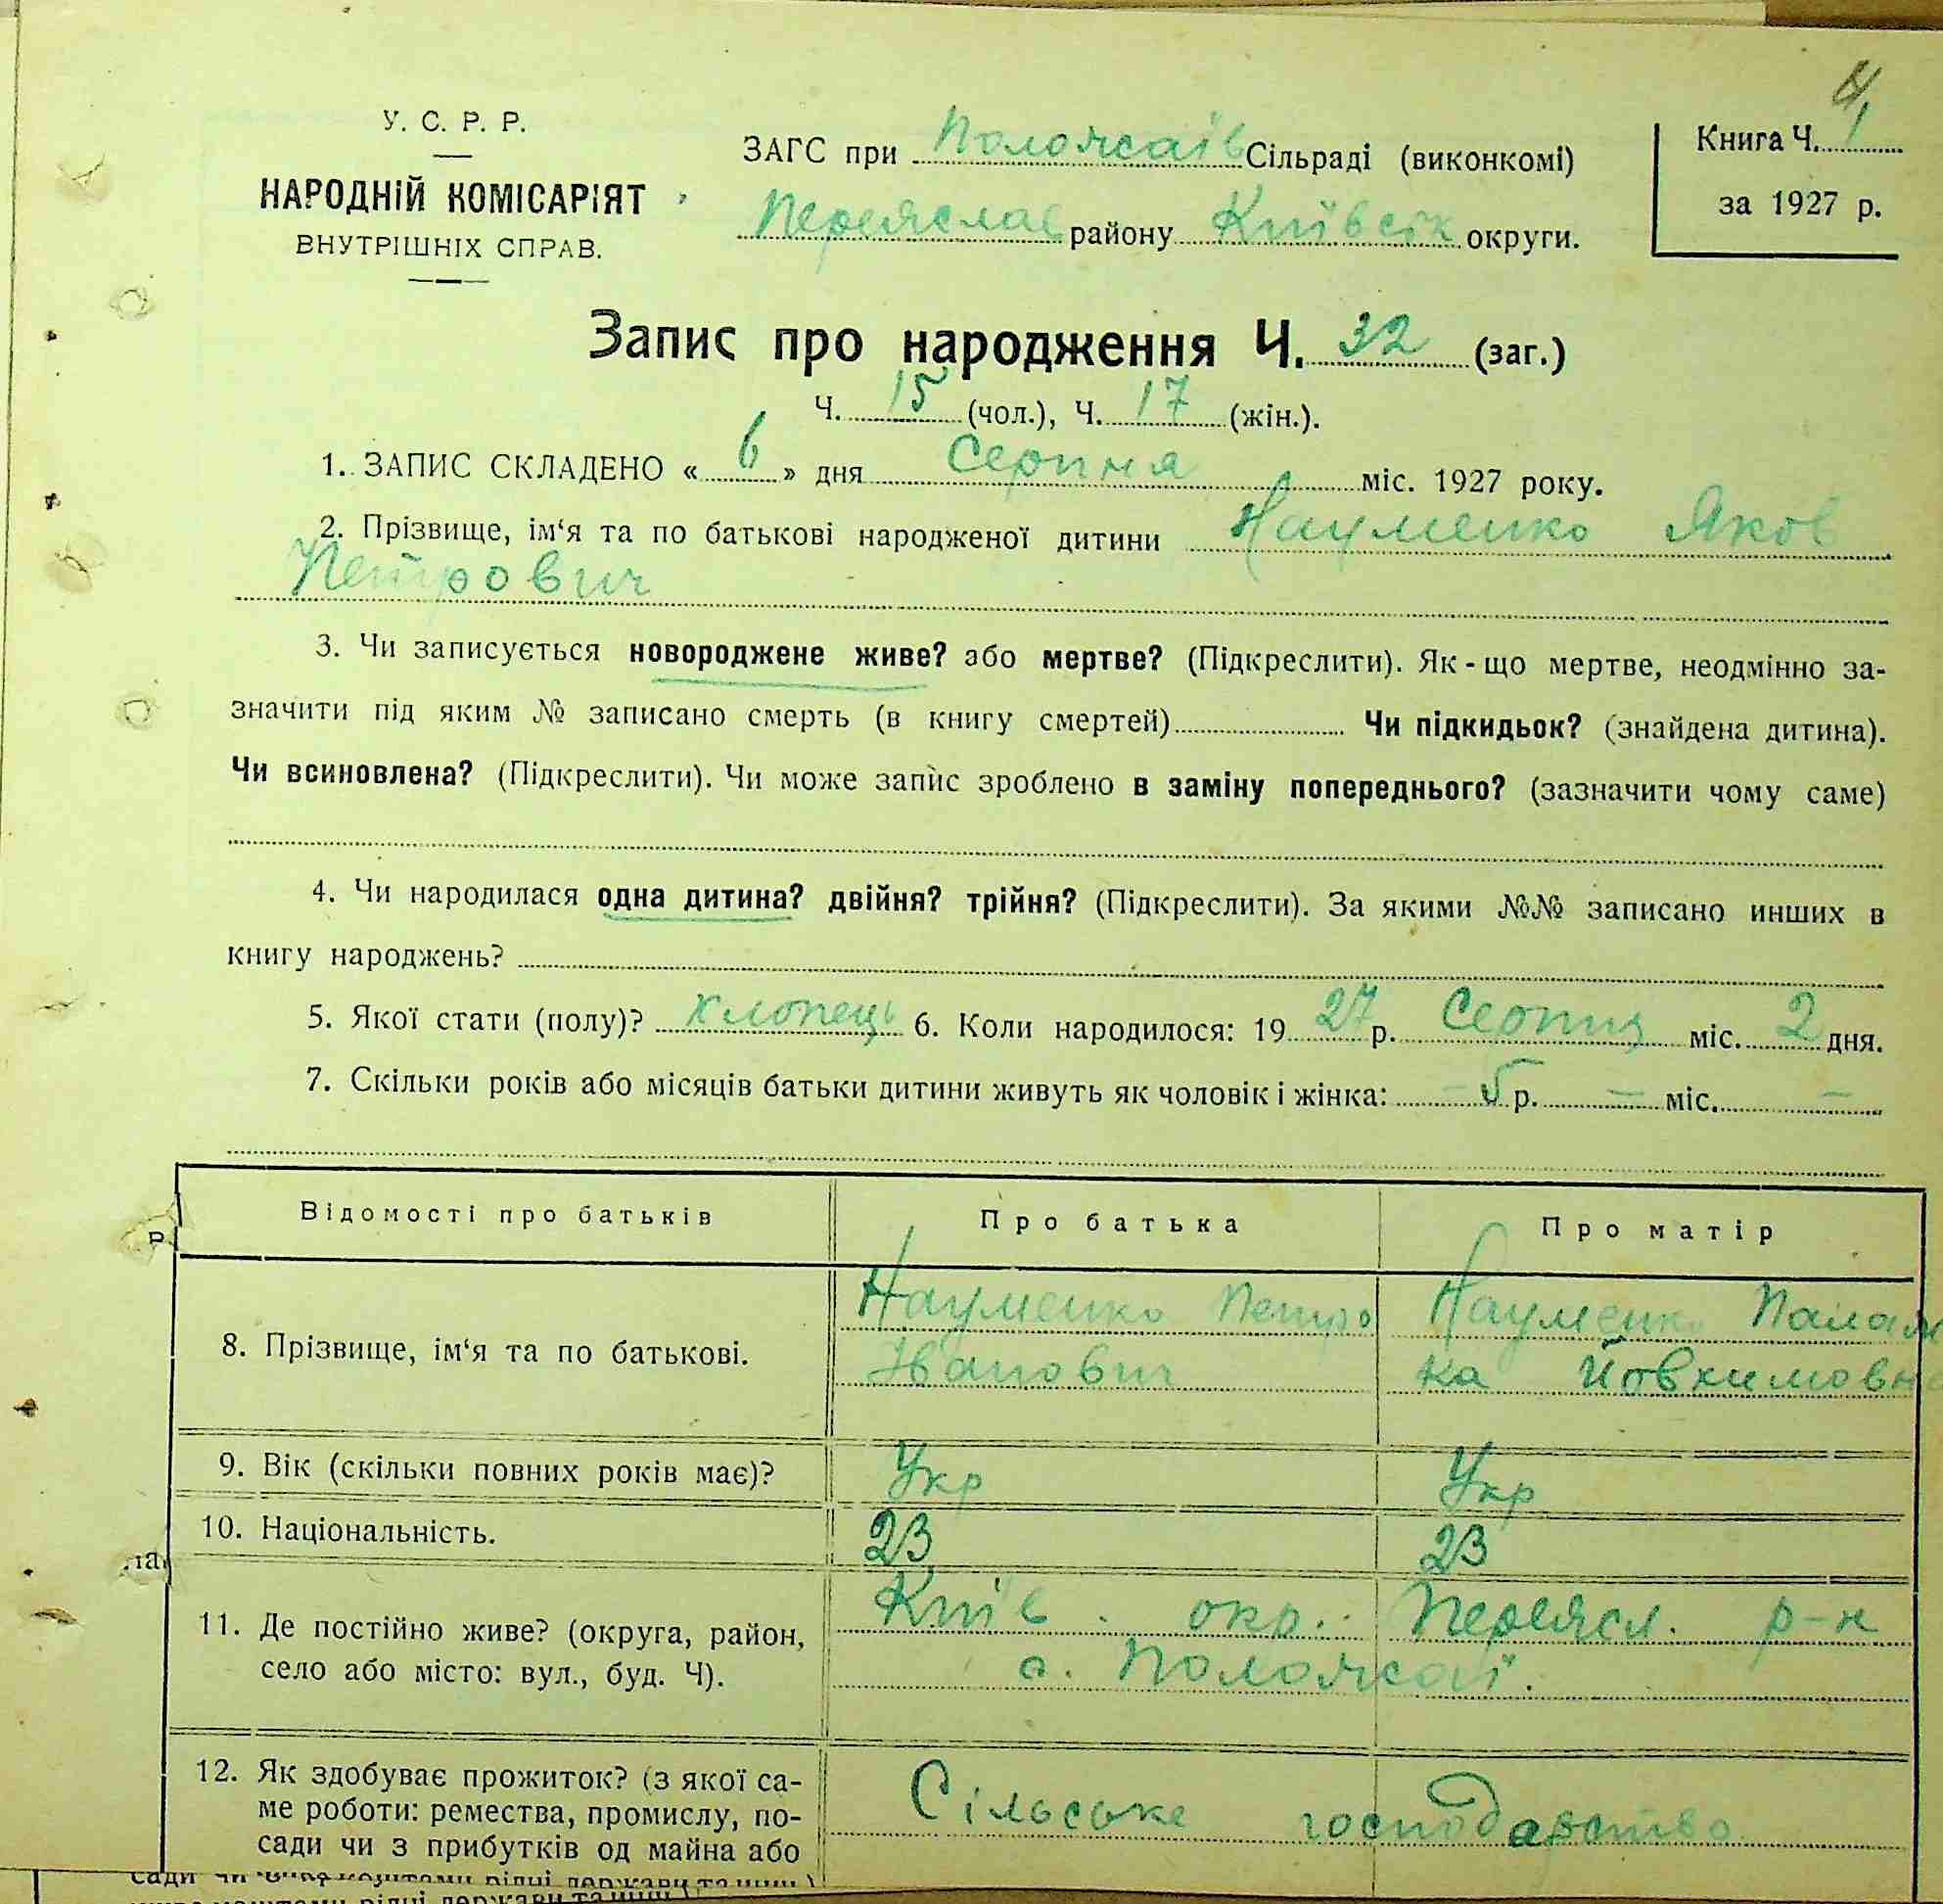 4
У. С. Р. Р.
НАРОДНІЙ КОМІСАРІЯТ
ВНУТРІШНІХ СПРАВ.
ЗАГС при Положаїв Сільраді (виконкомі)
Переяслав району Київськ округи.
Книга Ч. 1
за 1927 р.
Запис про народження Ч. 32 (заг.)
Ч. 15 (чол.), Ч. 17 (жін.).
1. ЗАПИС СКЛАДЕНО « 6 » дня Серпня міс. 1927 року.
2. Прізвище, ім‘я та по батькові народженої дитини Науменко Яков
Петрович
3. Чи записується новороджене живе? або мертве? (Підкреслити). Як-що мертве, неодмінно за-
значити під яким № записано смерть (в книгу смертей) Чи підкидьок? (знайдена дитина).
Чи всиновлена? (Підкреслити). Чи може запис зроблено в заміну попереднього? (зазначити чому саме)
4. Чи народилася одна дитина? двійня? трійня? (Підкреслити). За якими №№ записано инших в
книгу народжень?
5. Якої стати (полу)? хлопець 6. Коли народилося: 19 27 р. Серпня міс. 2 дня.
7. Скільки років або місяців батьки дитини живуть як чоловік і жінка: – 5 р. – міс. –
Відомості про батьків Про батька Про матір
8. Прізвище, ім‘я та по батькові. Науменко Петро Науменко Палаж
Іванович ка Йовхимовна
9. Вік (скільки повних років має)? Укр Укр
10. Національність. 23 23
11. Де постійно живе? (округа, район, Київ. окр. Переясл. р-н
село або місто: вул., буд. Ч). с. Положаї.
12. Як здобуває прожиток? (з якої са-
ме роботи: ремества, промислу, по- Сільське господарство
сади чи з прибутків од майна або